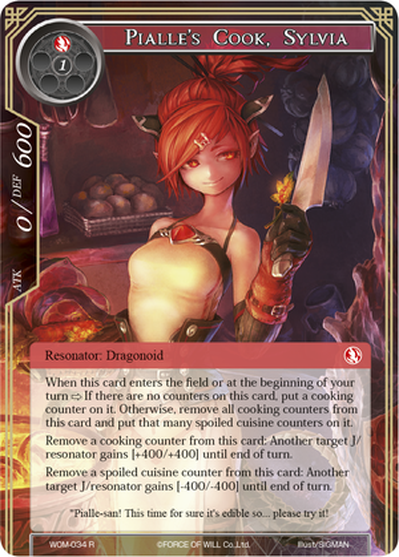 PIALLE'S COOK, SYLVIA
1
ATK 0 / DEF 600
Resonator: Dragonoid
When this card enters the field or at the beginning of your
turn ⇨ If there are no counters on this card, put a cooking
counter on it. Otherwise, remove all cooking counters from
this card and put that many spoiled cuisine counters on it.
Remove a cooking counter from this card: Another target J/
resonator gains [+400/+400] until end of turn.
Remove a spoiled cuisine counter from this card: Another
target J/resonator gains [-400/-400] until end of turn.
"Pialle-san! This time for sure it's edible so... please try it!
WOM-034 R ©FORCE OF WILL Co.,Ltd. Illust/SIGMAN